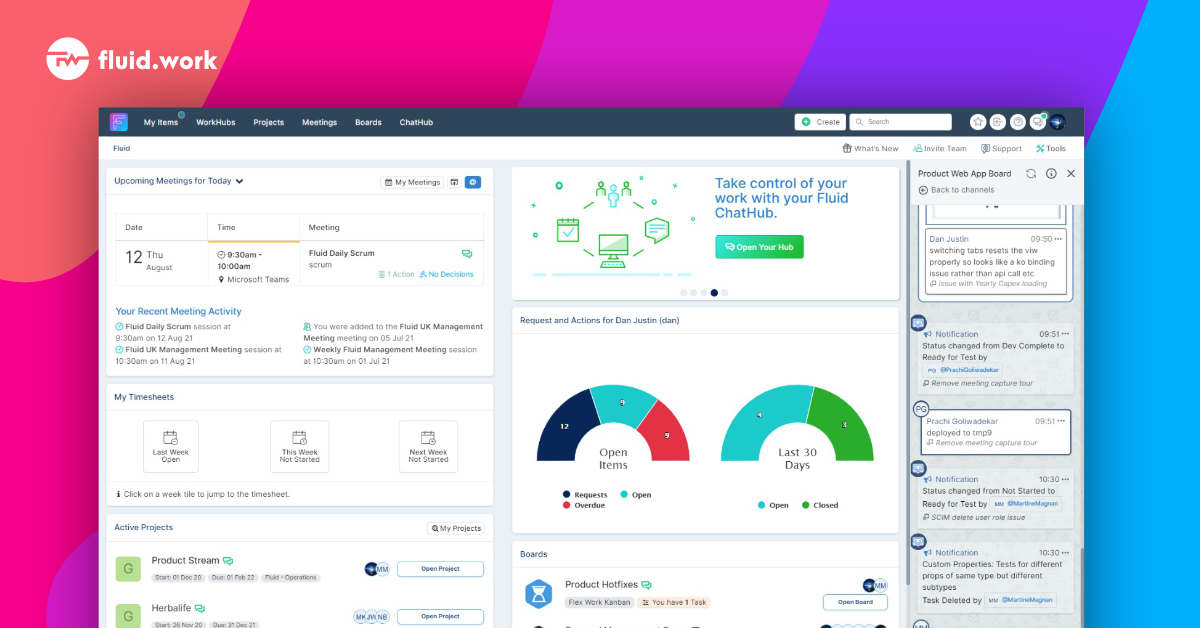 fluid.work
My Items
WorkHubs
Projects
Meetings
Boards
ChatHub
Create
Search
Fluid
What's New
Invite Team
Support
Tools
Upcoming Meetings for Today
My Meetings
Date
Time
Meeting
12 Thu
August
9:30am -
10:00am
Microsoft Teams
Fluid Daily Scrum
scrum
1 Action
No Decisions
Your Recent Meeting Activity
Fluid Daily Scrum session at
9:30am on 12 Aug 21
Fluid UK Management Meeting session at
10:30am on 11 Aug 21
You were added to the Fluid UK Management
Meeting meeting on 05 Jul 21
Weekly Fluid Management Meeting session
at 10:30am on 01 Jul 21
My Timesheets
Last Week
Open
This Week
Not Started
Next Week
Not Started
Click on a week tile to jump to the timesheet.
Active Projects
My Projects
G
Product Stream
Start: 01 Dec 20
Due: 01 Feb 22
Fluid - Operations
MM
Open Project
G
Herbalife
Start: 26 Nov 20
Due: 31 Dec 21
MK JW NB
Open Project
Take control of your
work with your Fluid
ChatHub.
Open Your Hub
Request and Actions for Dan Justin (dan)
12
9
9
Open
Items
Requests
Open
Overdue
4
3
Last 30
Days
Open
Closed
Boards
Product Hotfixes
Flex Work Kanban
You have 1 Task
MM
Open Board
Product Web App Board
Back to channels
Dan Justin
09:50
switching tabs resets the viw
properly so looks like a ko binding
issue rather than api call etc
Issue with Yearly Capex loading
Notification
09:51
Status changed from Dev Complete to
Ready for Test by
PG @PrachiGoliwadekar
Remove meeting capture tour
PG
Prachi Goliwadekar
09:51
deployed to tmp9
Remove meeting capture tour
Notification
10:30
Status changed from Not Started to
Ready for Test by MM @MartineMagnan
SCIM delete user role issue
Notification
10:30
Custom Properties: Tests for different
props of same type but different
subtypes
Task Deleted by MM @MartineMagnan